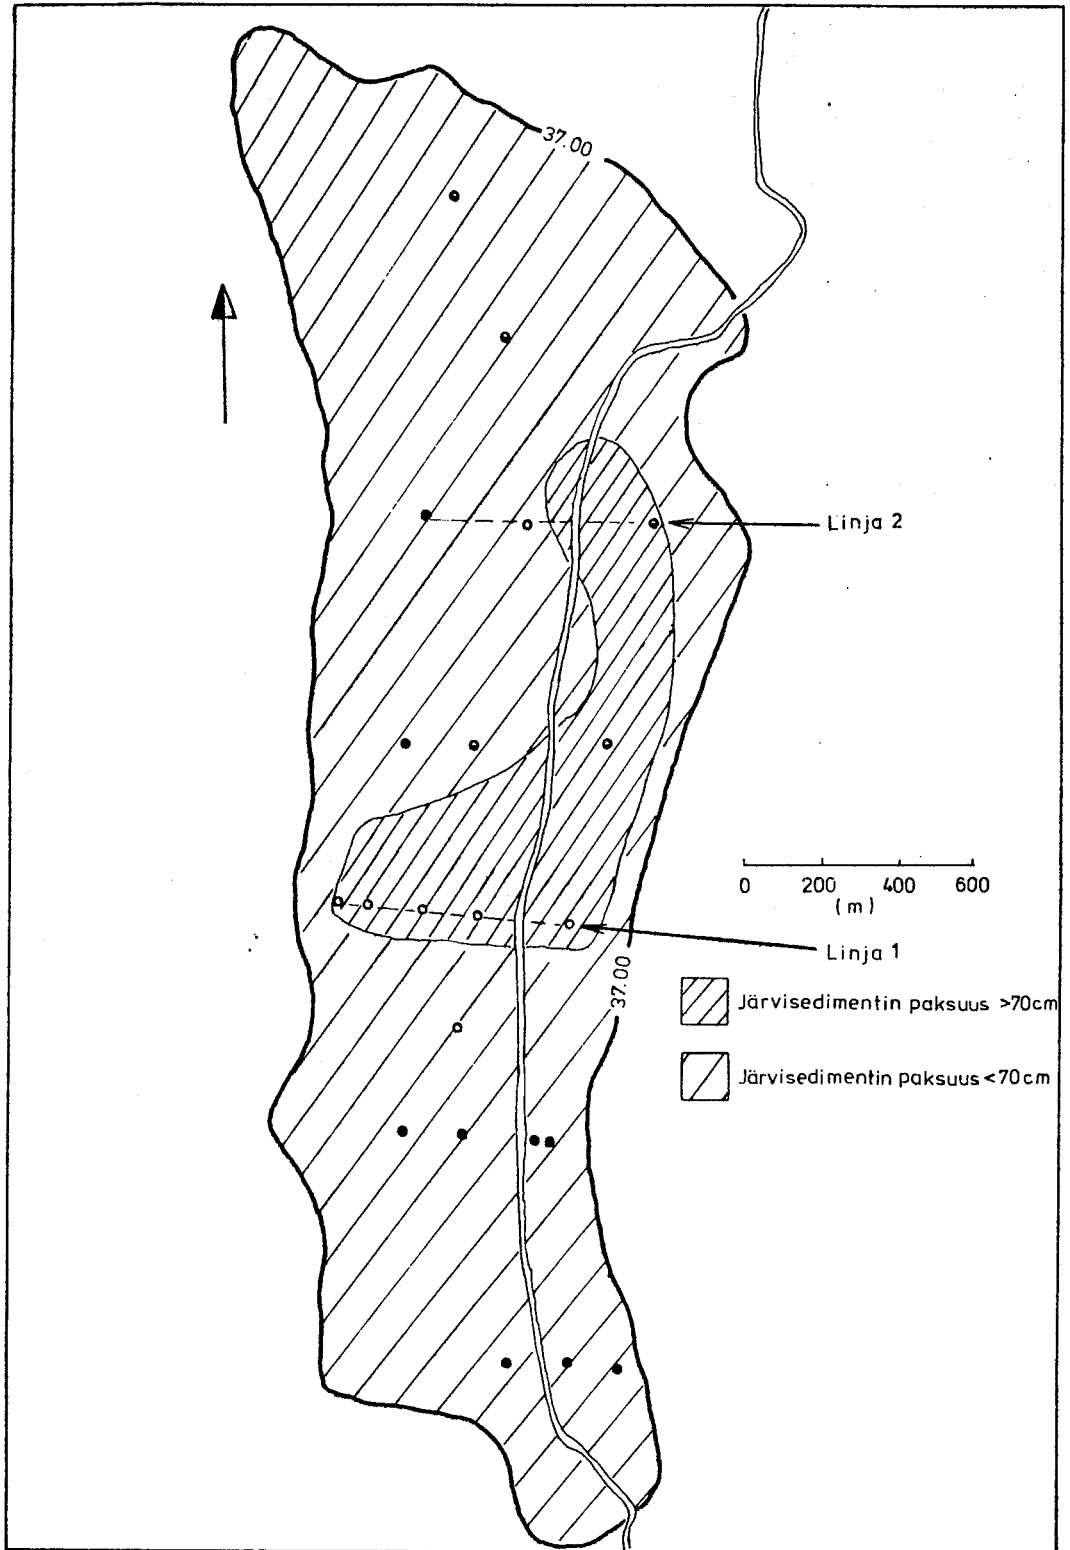 37.00
Linja 2
0 200 400 600
(m)
Linja 1
37.00
Järvisedimentin paksuus >70cm
Järvisedimentin paksuus <70cm